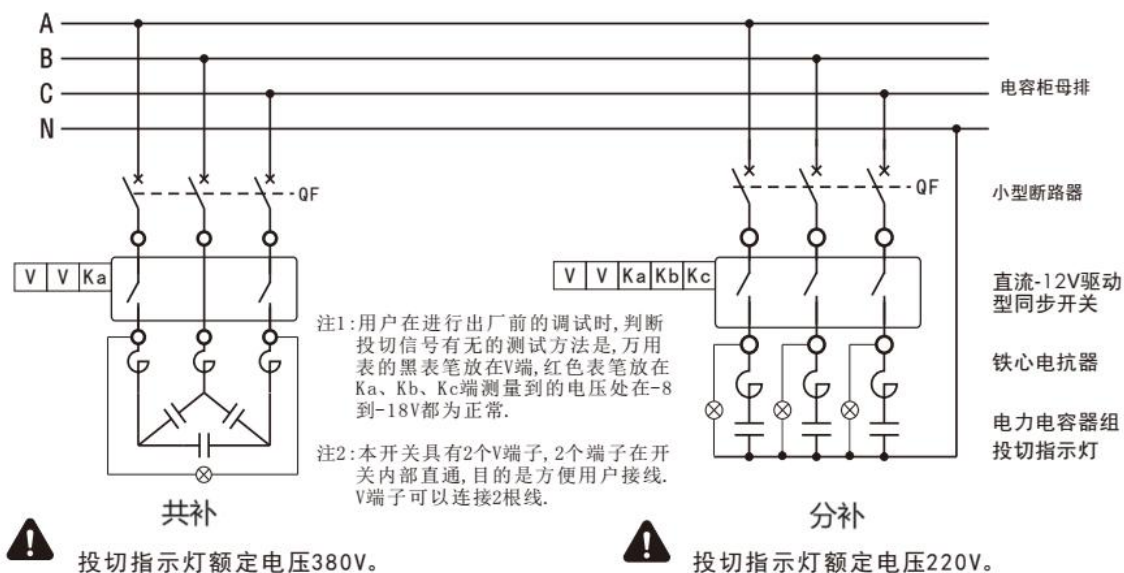 A
B
C
N
电容柜母排
QF
QF
小型断路器
V V Ka
V V Ka Kb Kc
直流-12V驱动
型同步开关
注1:用户在进行出厂前的调试时,判断
投切信号有无的测试方法是,万用
表的黑表笔放在V端,红色表笔放在
Ka、Kb、Kc端测量到的电压处在-8
到-18V都为正常.
铁心电抗器
电力电容器组
投切指示灯
注2:本开关具有2个V端子,2个端子在开
关内部直通,目的是方便用户接线.
V端子可以连接2根线.
共补
分补
投切指示灯额定电压380V。
投切指示灯额定电压220V。